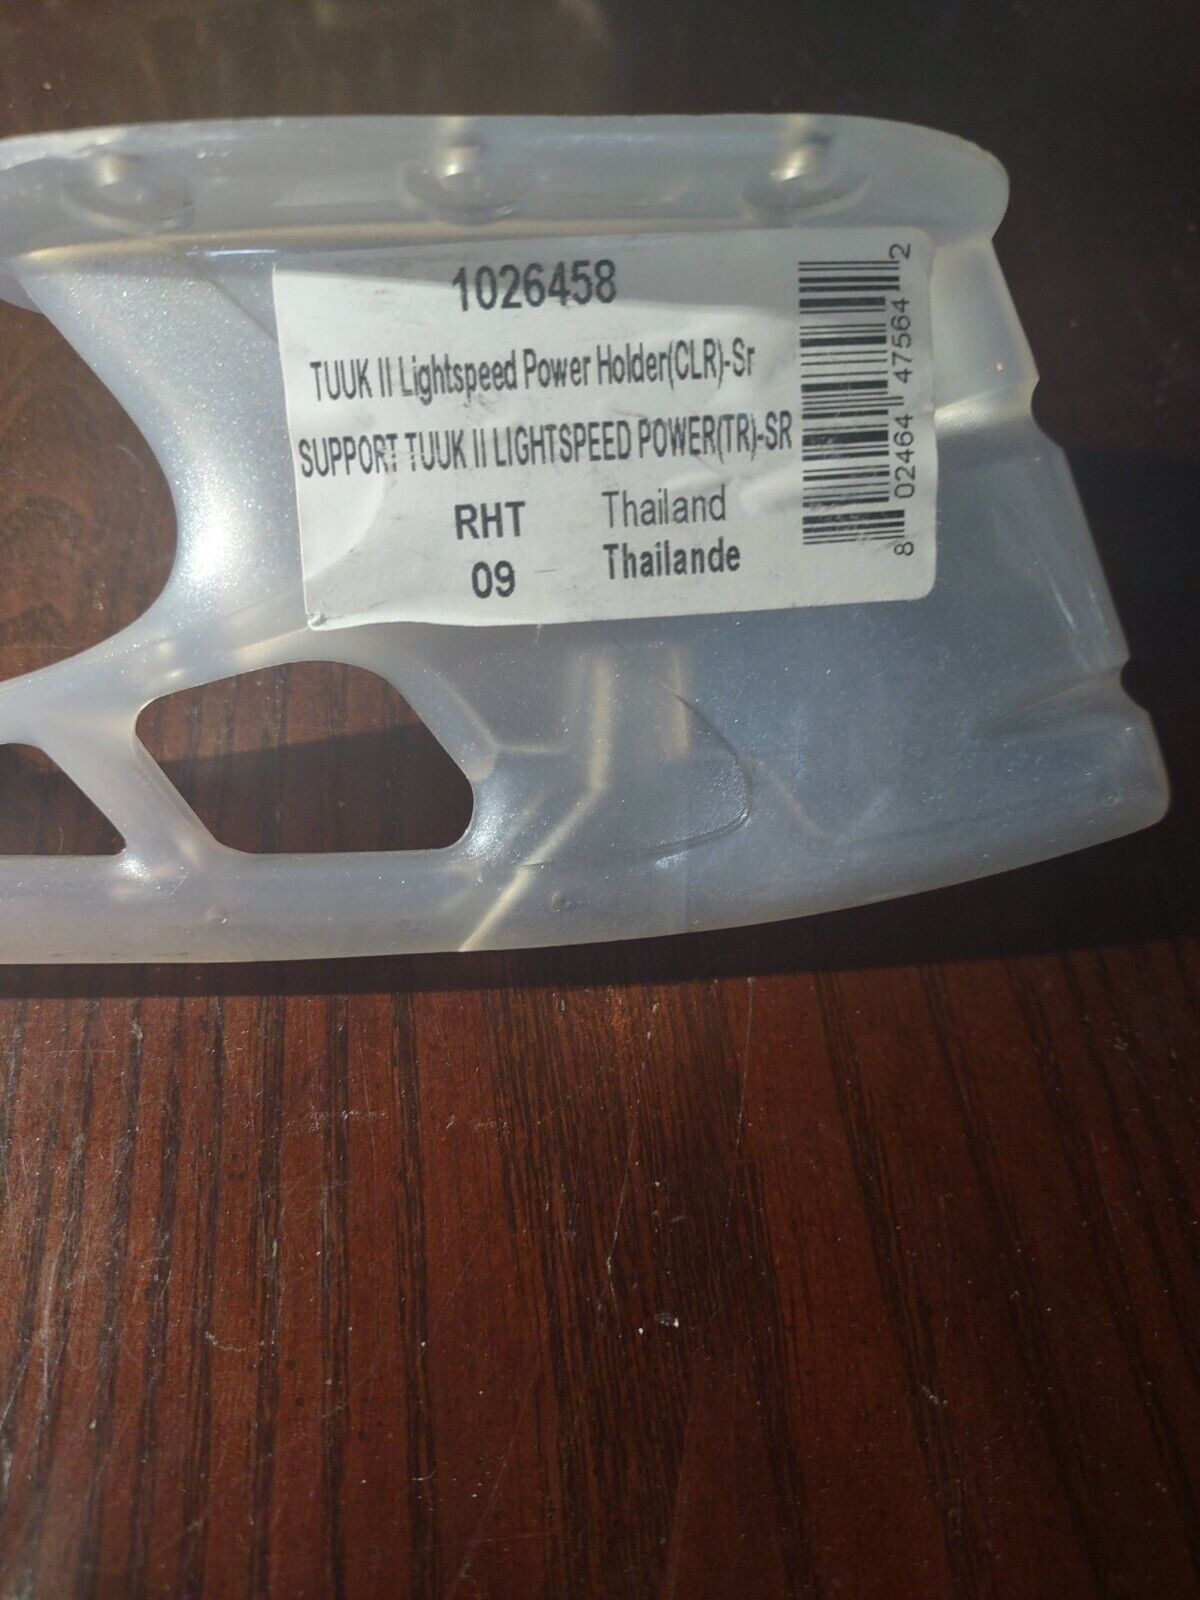 1026458
TUUK II Lightspeed Power Holder(CLR)-Sr
SUPPORT TUUK II LIGHTSPEED POWER(TR)-SR
RHT
09
Thailand
Thailande
8 02464 47564 2